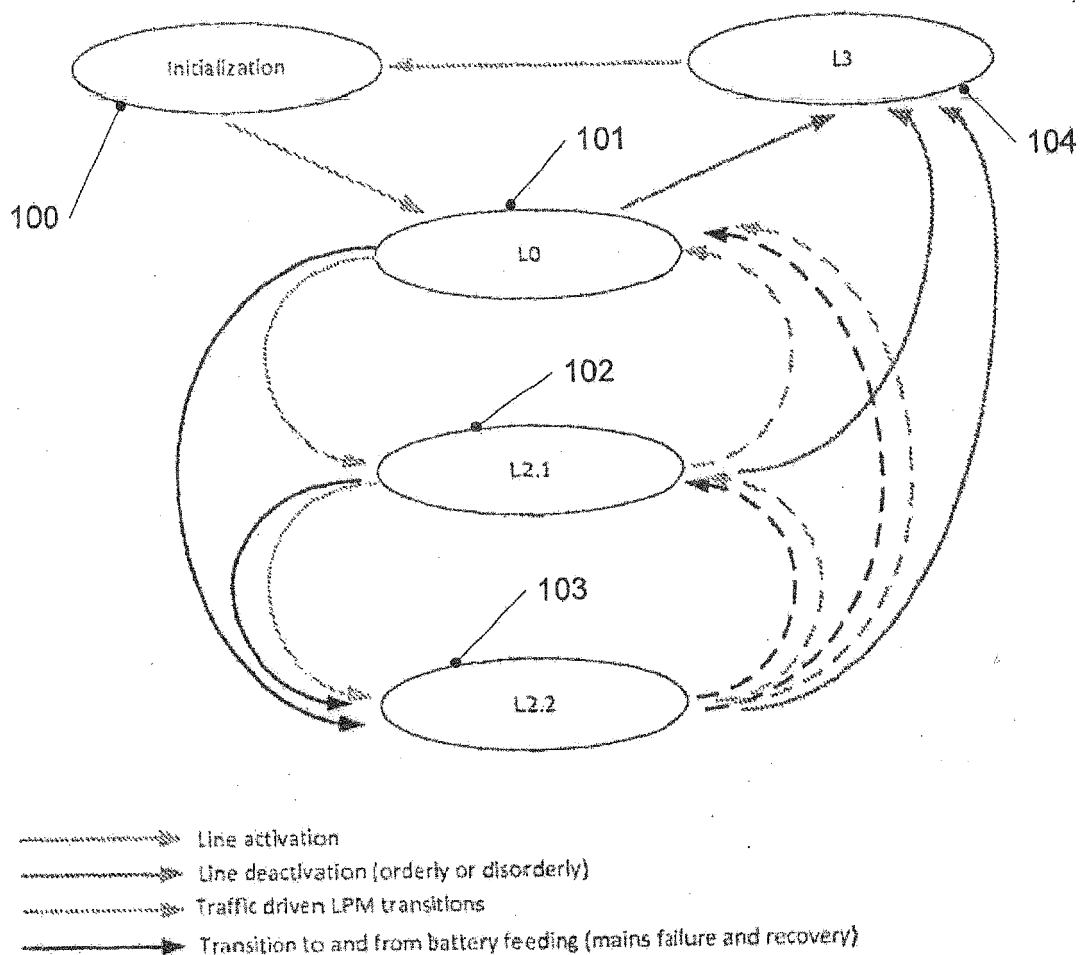 Initialization
L3
104
101
100
L0
102
L2.1
103
L2.2
Line activation
Line deactivation (orderly or disorderly)
Traffic driven LPM transitions
Transition to and from battery feeding (mains failure and recovery)